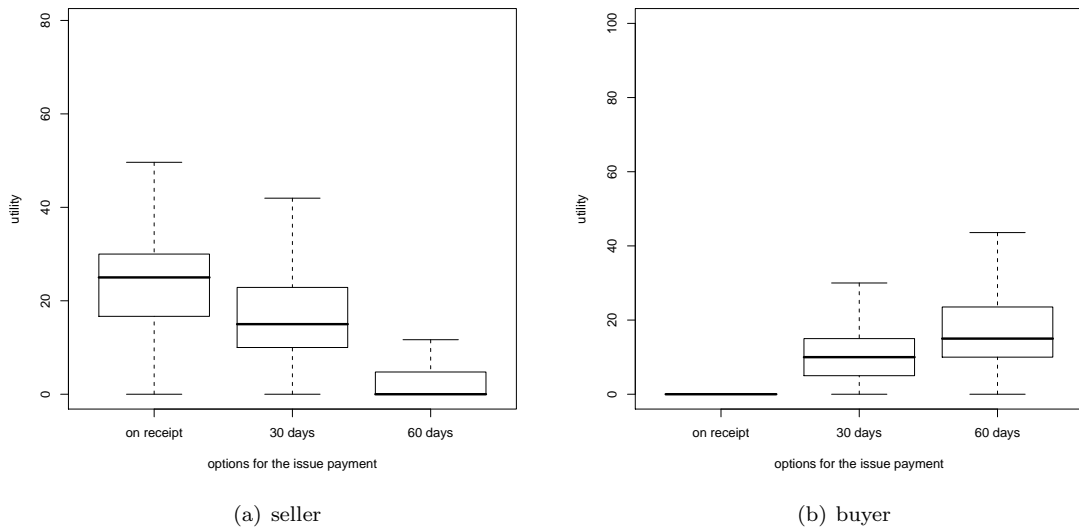 80
60
40
20
0
utility
on receipt 30 days 60 days
options for the issue payment
(a) seller
100
80
60
40
20
0
utility
on receipt 30 days 60 days
options for the issue payment
(b) buyer